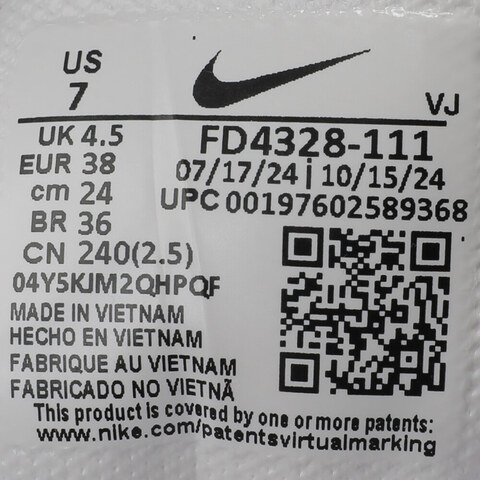 US
7
VJ
UK 4.5
EUR 38
cm 24
BR 36
CN 240(2.5)
FD4328-111
07/17/24 | 10/15/24
UPC 00197602589368
04Y5KJM2QHPQF
MADE IN VIETNAM
HECHO EN VIETNAM
FABRIQUE AU VIETNAM
FABRICADO NO VIETNÃ
This product is covered by one or more patents:
www.nike.com/patentsvirtualmarking